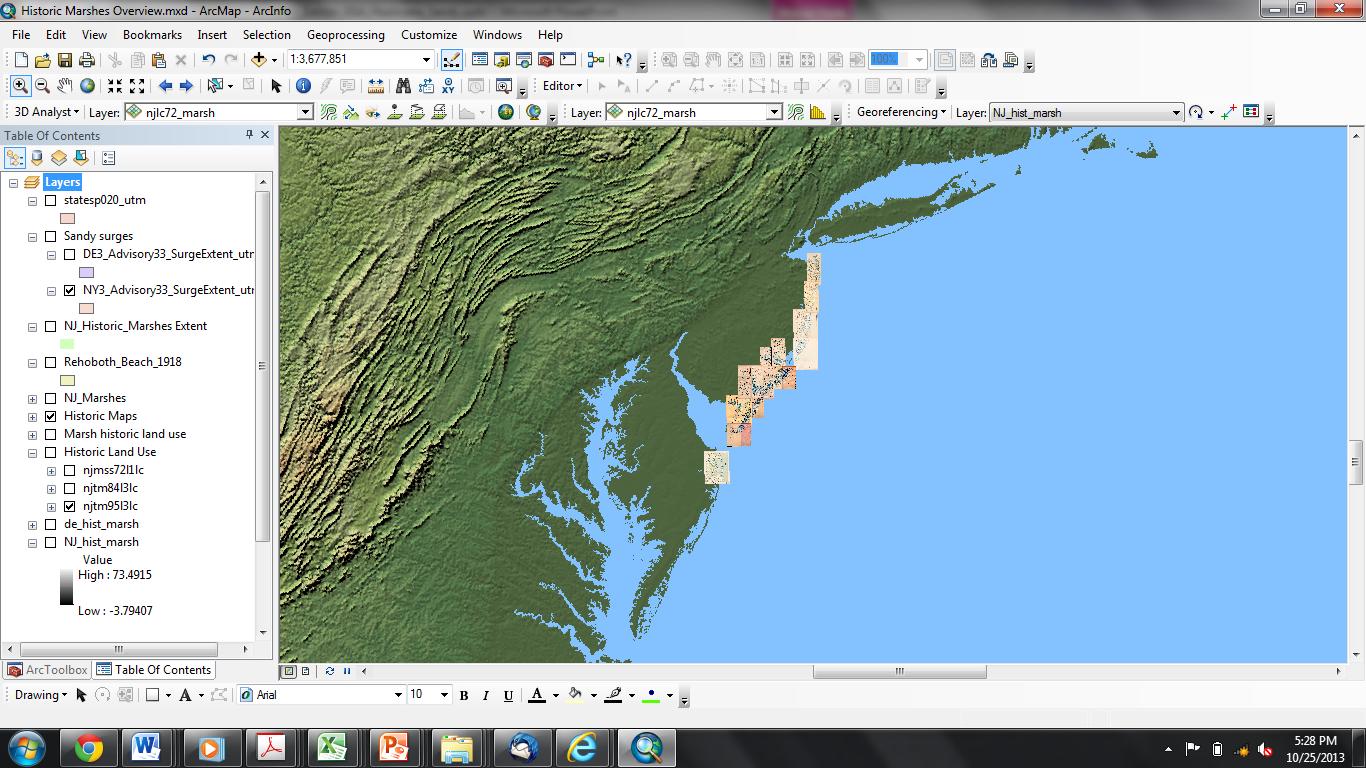 Historic Marshes Overview.mxd - ArcMap - ArcInfo
File Edit View Bookmarks Insert Selection Geoprocessing Customize Windows Help
1:3,677,851 100%
Editor
3D Analyst Layer: njlc72_marsh Layer: njlc72_marsh Georeferencing Layer: NJ_hist_marsh
Table Of Contents
Layers
statesp020_utm
Sandy surges
DE3_Advisory33_SurgeExtent_utr
NY3_Advisory33_SurgeExtent_utr
NJ_Historic_Marshes Extent
Rehoboth_Beach_1918
NJ_Marshes
Historic Maps
Marsh historic land use
Historic Land Use
njmss72l1lc
njtm84l3lc
njtm95l3lc
de_hist_marsh
NJ_hist_marsh
Value
High : 73.4915
Low : -3.79407
ArcToolbox Table Of Contents
Drawing A Arial 10 B I U A
5:28 PM
10/25/2013